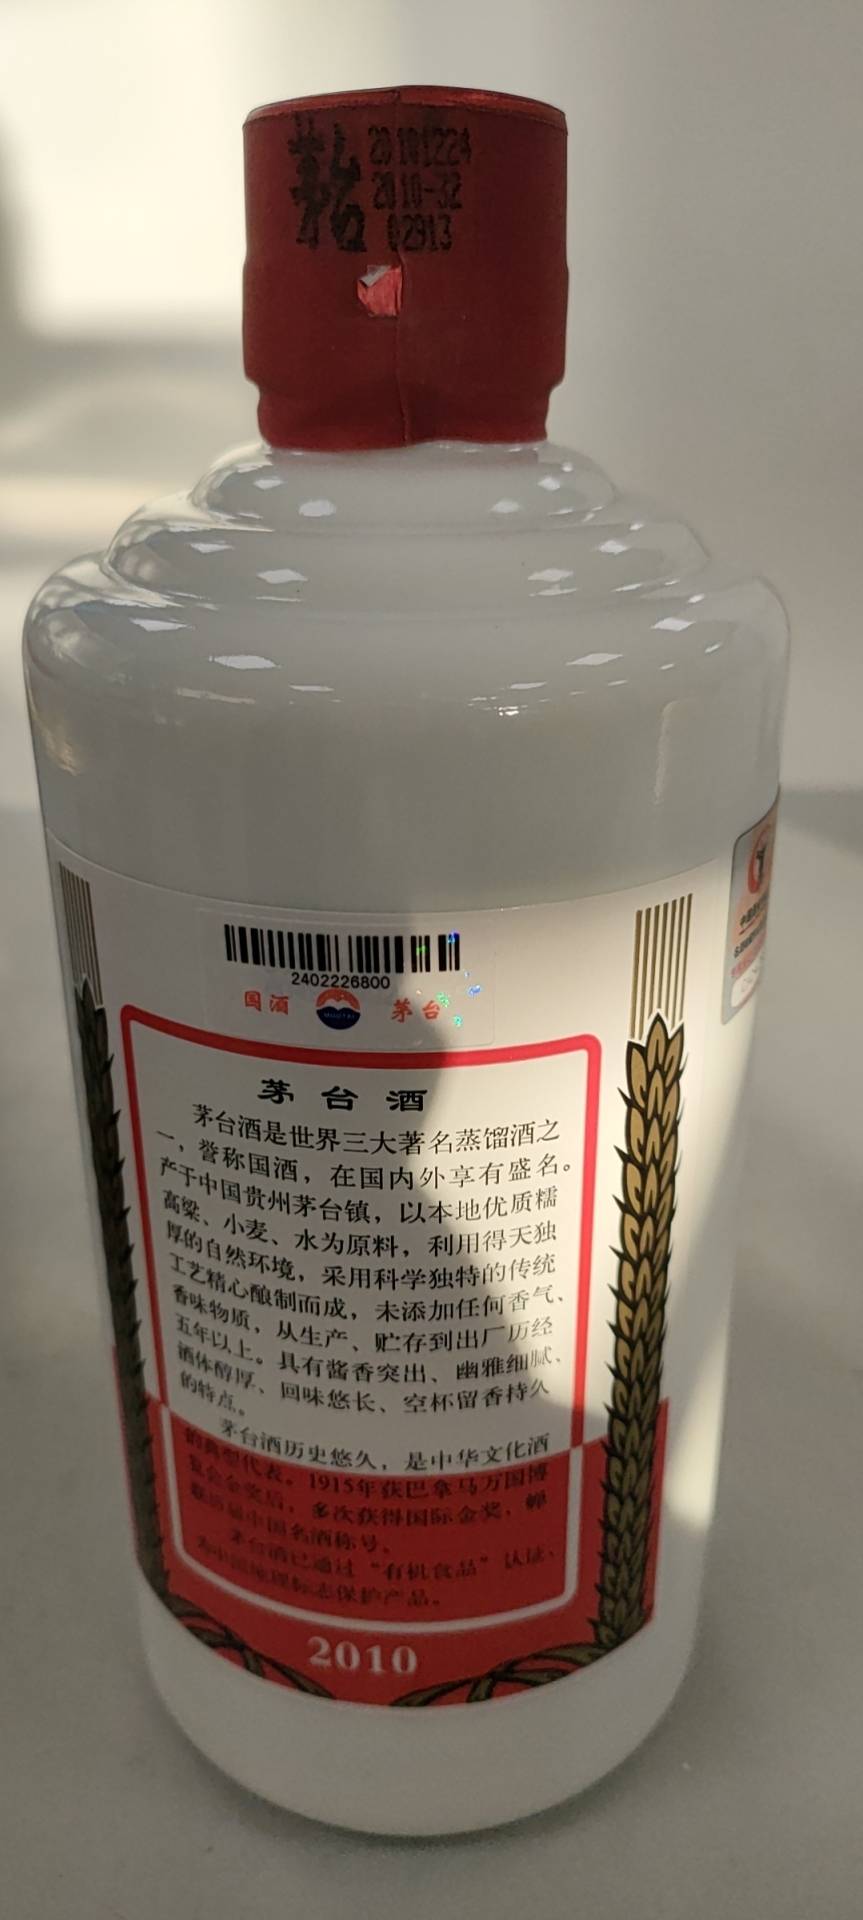 茅台
20101224
2010-32
02913
2402226800
国酒
MOUTAI
茅台
茅 台 酒
茅台酒是世界三大著名蒸馏酒之
一，誉称国酒，在国内外享有盛名。
产于中国贵州茅台镇，以本地优质糯
高粱、小麦、水为原料，利用得天独
厚的自然环境，采用科学独特的传统
工艺精心酿制而成，未添加任何香气、
香味物质，从生产、贮存到出厂历经
五年以上。具有酱香突出、幽雅细腻、
酒体醇厚、回味悠长、空杯留香持久
的特点。
茅台酒历史悠久，是中华文化酒
的典型代表。1915年获巴拿马万国博
览会金奖后，多次获得国际金奖，蝉
联历届中国名酒称号。
茅台酒已通过“有机食品”认证、
为中国地理标志保护产品。
2010